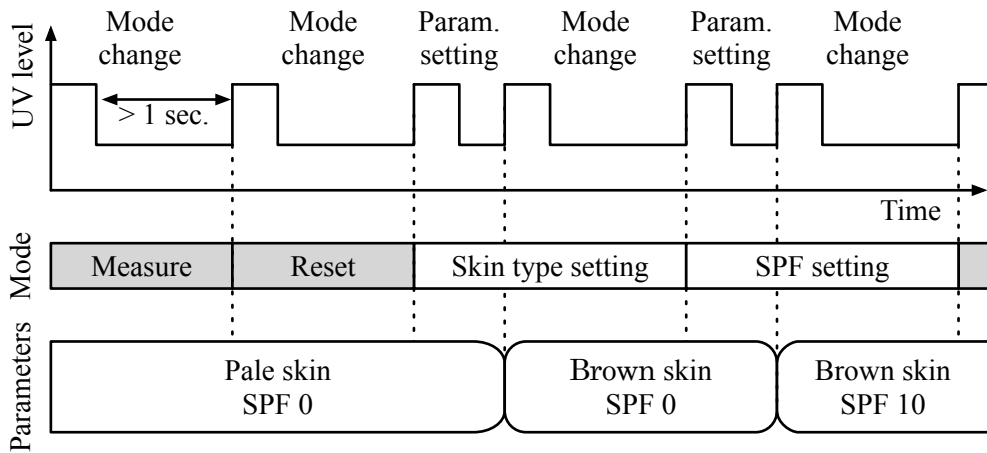 Mode change
Mode change
Param. setting
Mode change
Param. setting
Mode change
UV level
> 1 sec.
Time
Mode
Measure
Reset
Skin type setting
SPF setting
Parameters
Pale skin
SPF 0
Brown skin
SPF 0
Brown skin
SPF 10